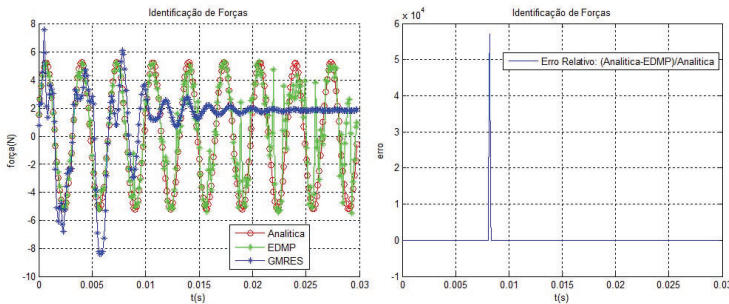 Identificação de Forças
8
6
4
2
0
-2
-4
-6
-8
-10
força(N)
0
0.005
0.01
0.015
0.02
0.025
0.03
t(s)
Analitica
EDMP
GMRES
Identificação de Forças
x 10^4
6
5
4
3
2
1
0
-1
erro
0
0.005
0.01
0.015
0.02
0.025
0.03
t(s)
Erro Relativo: (Analitica-EDMP)/Analitica